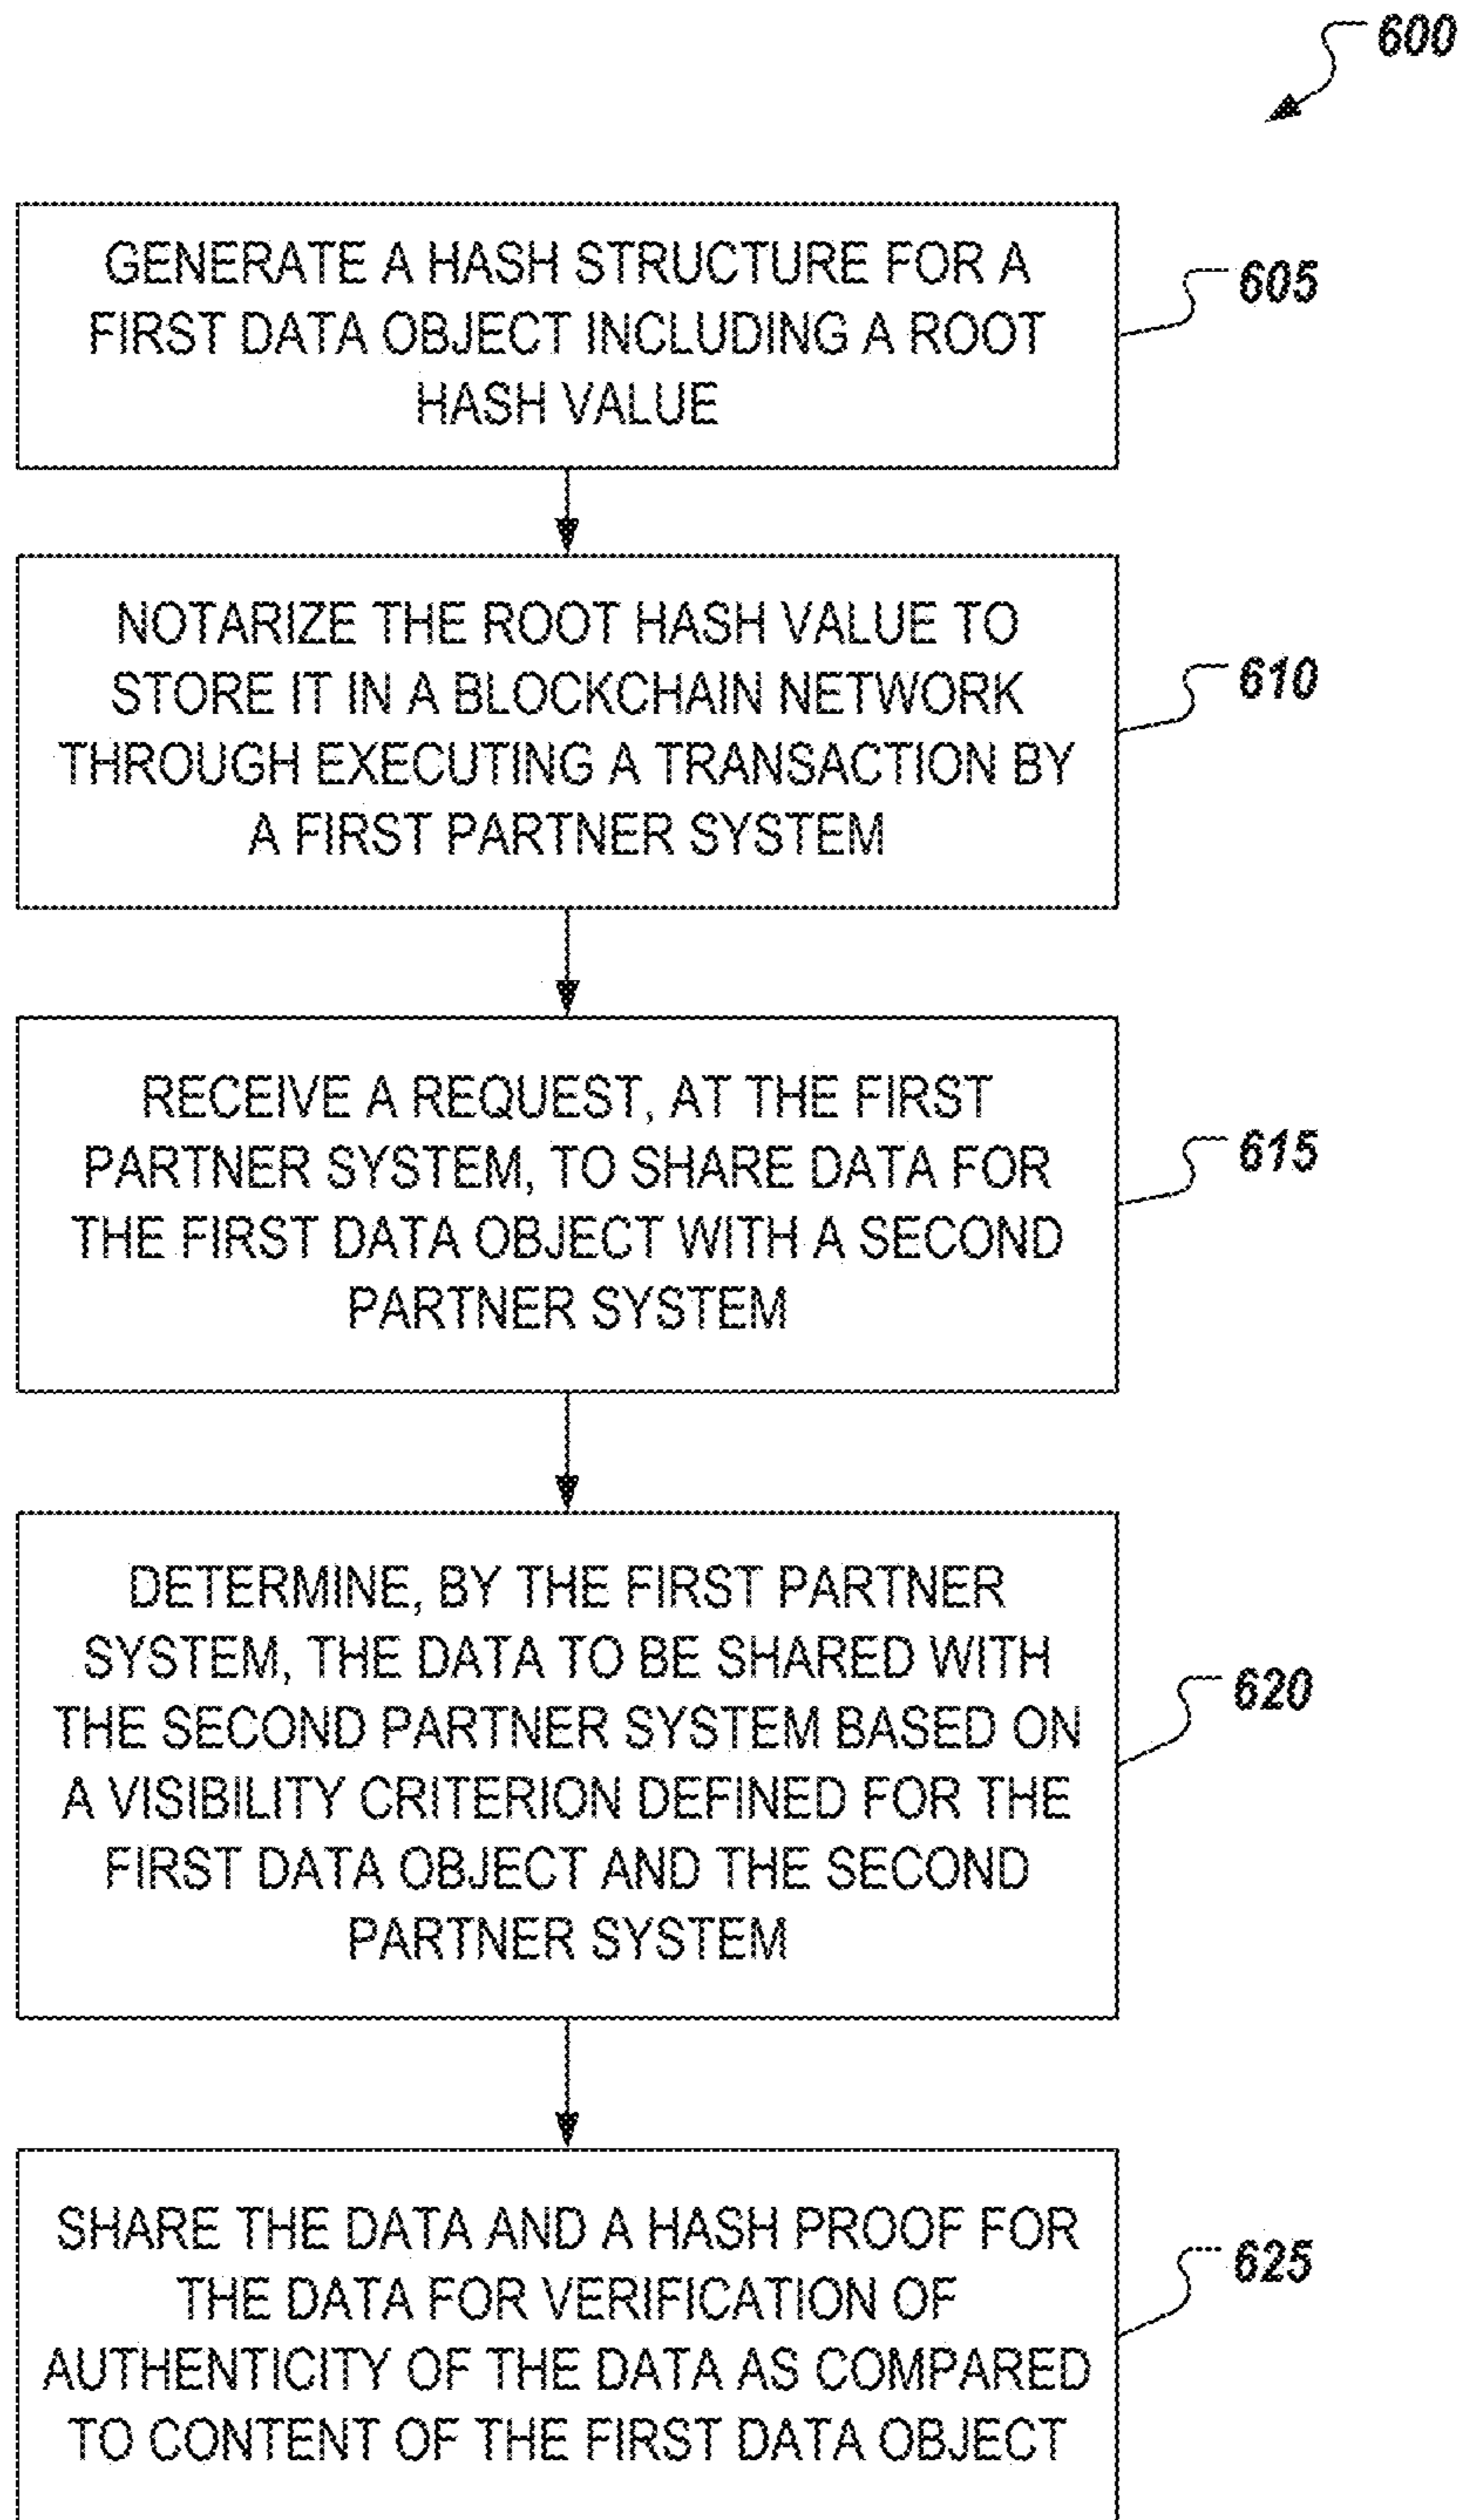 600
GENERATE A HASH STRUCTURE FOR A
FIRST DATA OBJECT INCLUDING A ROOT
HASH VALUE
605
NOTARIZE THE ROOT HASH VALUE TO
STORE IT IN A BLOCKCHAIN NETWORK
THROUGH EXECUTING A TRANSACTION BY
A FIRST PARTNER SYSTEM
610
RECEIVE A REQUEST, AT THE FIRST
PARTNER SYSTEM, TO SHARE DATA FOR
THE FIRST DATA OBJECT WITH A SECOND
PARTNER SYSTEM
615
DETERMINE, BY THE FIRST PARTNER
SYSTEM, THE DATA TO BE SHARED WITH
THE SECOND PARTNER SYSTEM BASED ON
A VISIBILITY CRITERION DEFINED FOR THE
FIRST DATA OBJECT AND THE SECOND
PARTNER SYSTEM
620
SHARE THE DATA AND A HASH PROOF FOR
THE DATA FOR VERIFICATION OF
AUTHENTICITY OF THE DATA AS COMPARED
TO CONTENT OF THE FIRST DATA OBJECT
625